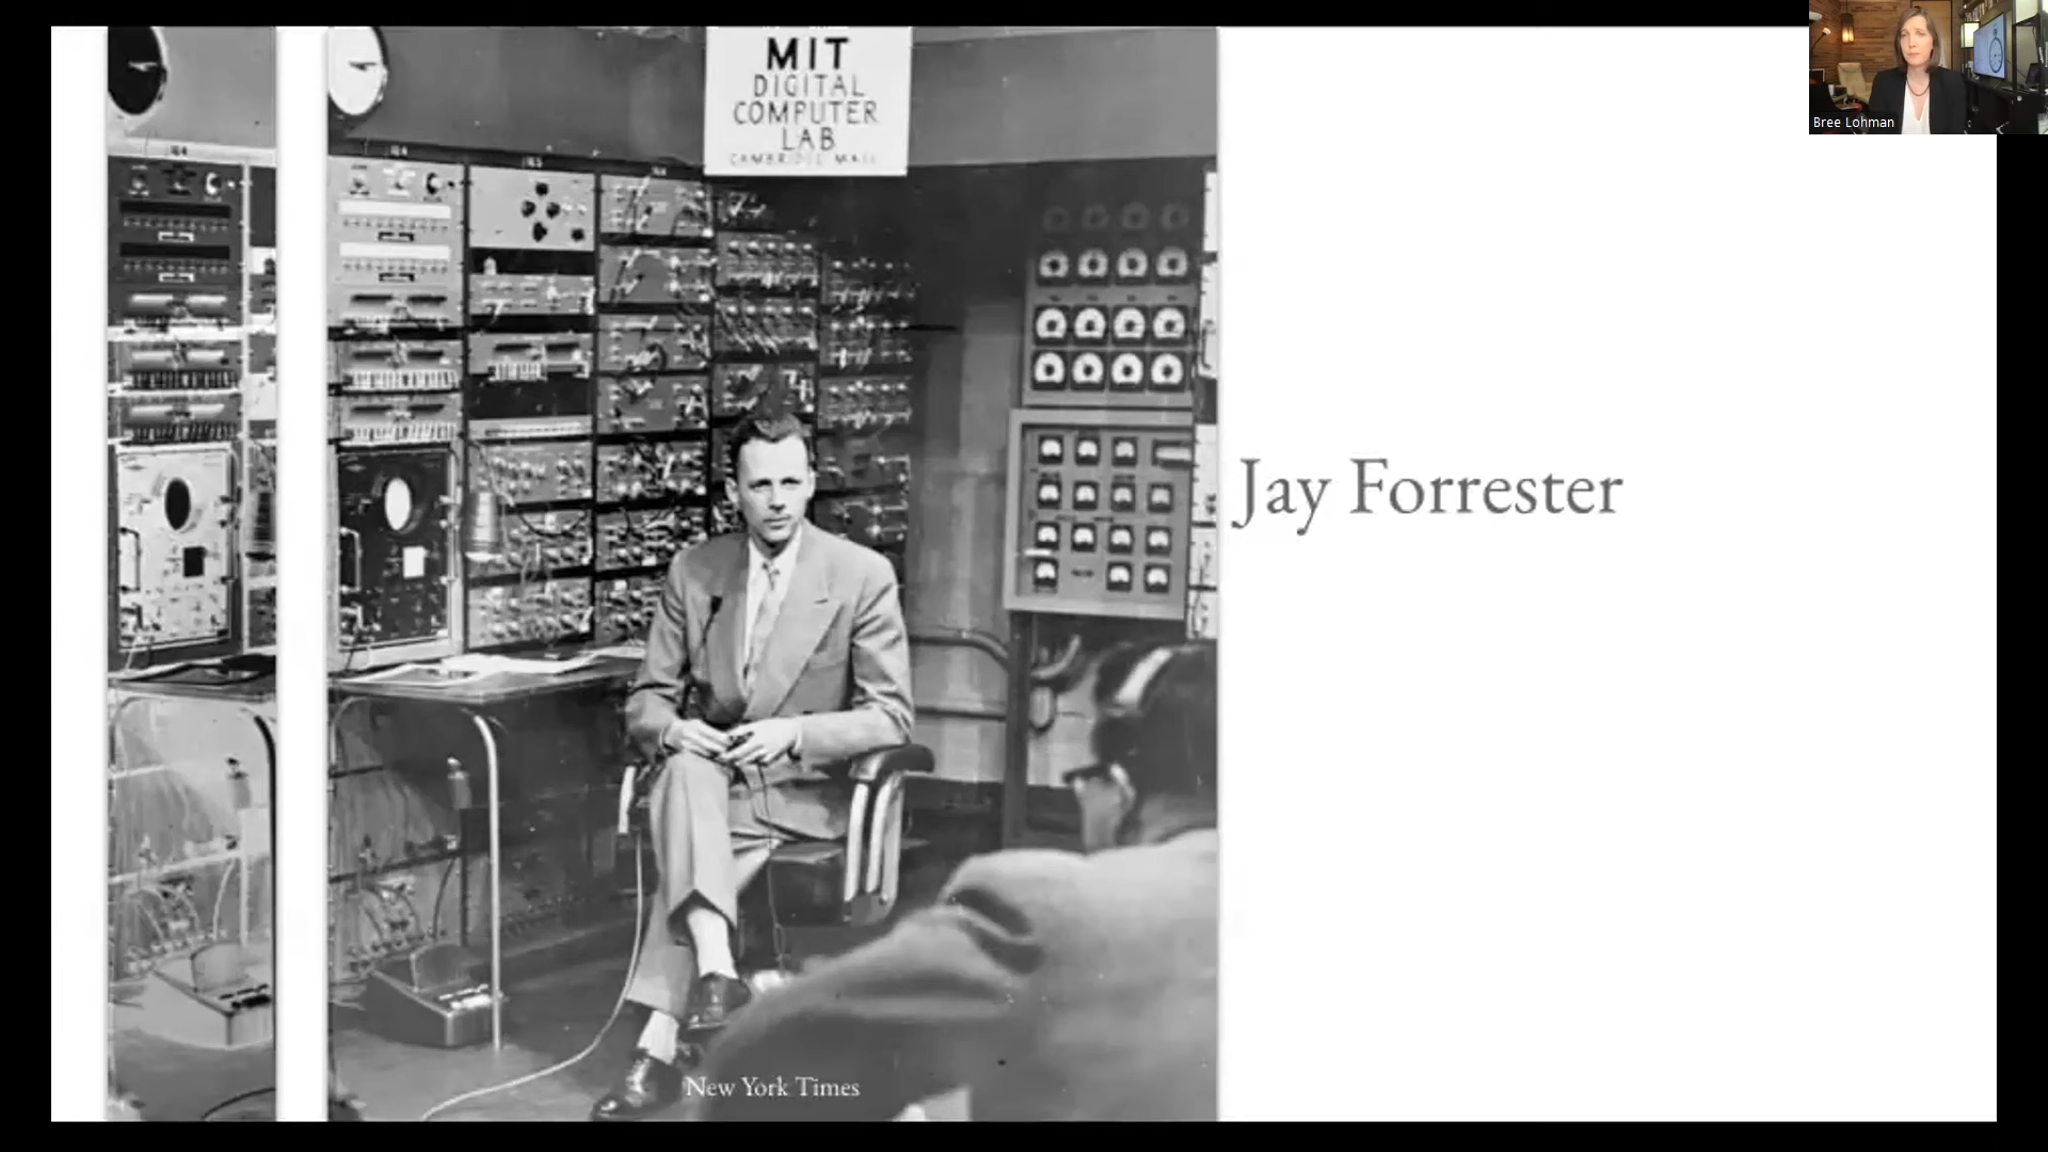 MIT
DIGITAL
COMPUTER
LAB
CAMBRIDGE MASS
Jay Forrester
New York Times
Bree Lohman